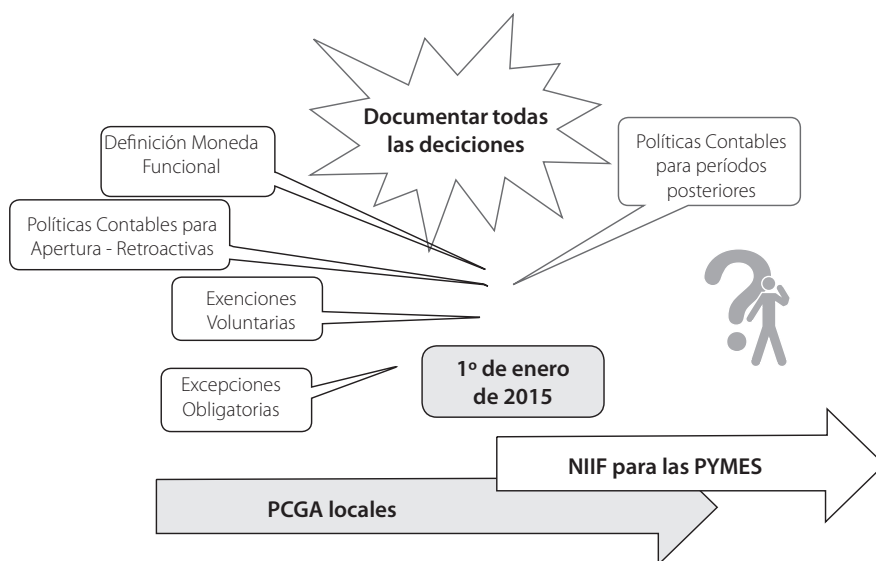 Documentar todas
las deciciones
Definición Moneda
Funcional
Políticas Contables
para períodos
posteriores
Políticas Contables para
Apertura - Retroactivas
Exenciones
Voluntarias
Excepciones
Obligatorias
1º de enero
de 2015
NIIF para las PYMES
PCGA locales
?